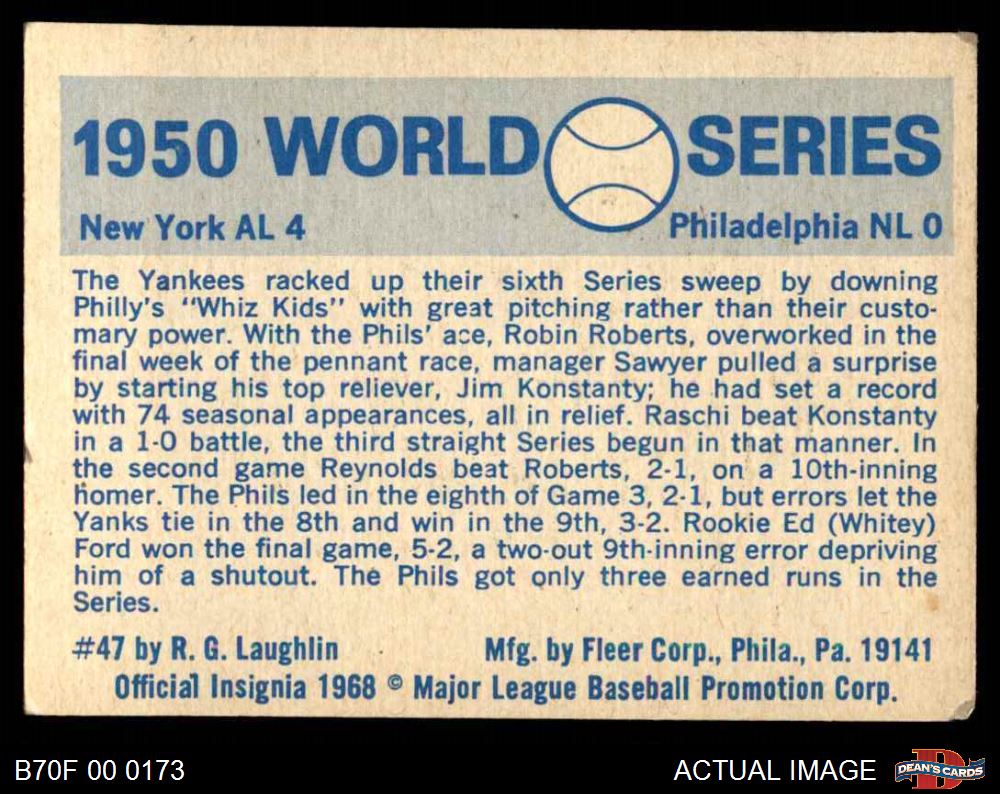 1950 WORLD SERIES
New York AL 4 Philadelphia NL 0
The Yankees racked up their sixth Series sweep by downing
Philly's "Whiz Kids" with great pitching rather than their custo-
mary power. With the Phils' ace, Robin Roberts, overworked in the
final week of the pennant race, manager Sawyer pulled a surprise
by starting his top reliever, Jim Konstanty; he had set a record
with 74 seasonal appearances, all in relief. Raschi beat Konstanty
in a 1-0 battle, the third straight Series begun in that manner. In
the second game Reynolds beat Roberts, 2-1, on a 10th-inning
homer. The Phils led in the eighth of Game 3, 2-1, but errors let the
Yanks tie in the 8th and win in the 9th, 3-2. Rookie Ed (Whitey)
Ford won the final game, 5-2, a two-out 9th-inning error depriving
him of a shutout. The Phils got only three earned runs in the
Series.
#47 by R. G. Laughlin Mfg. by Fleer Corp., Phila., Pa. 19141
Official Insignia 1968 © Major League Baseball Promotion Corp.
B70F 00 0173 ACTUAL IMAGE D DEAN'S CARDS